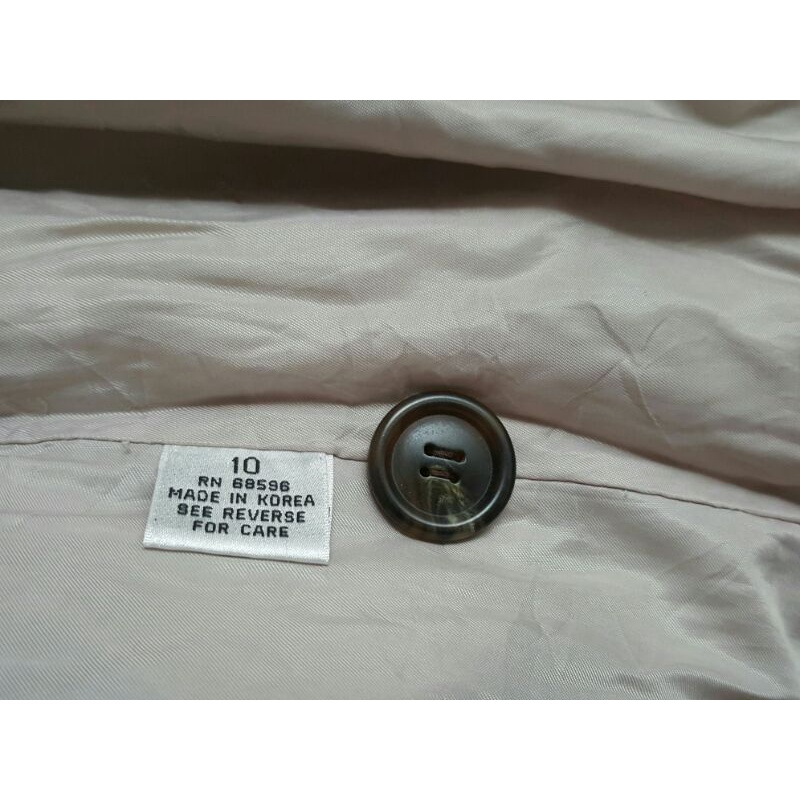 10
RN 68596
MADE IN KOREA
SEE REVERSE
FOR CARE